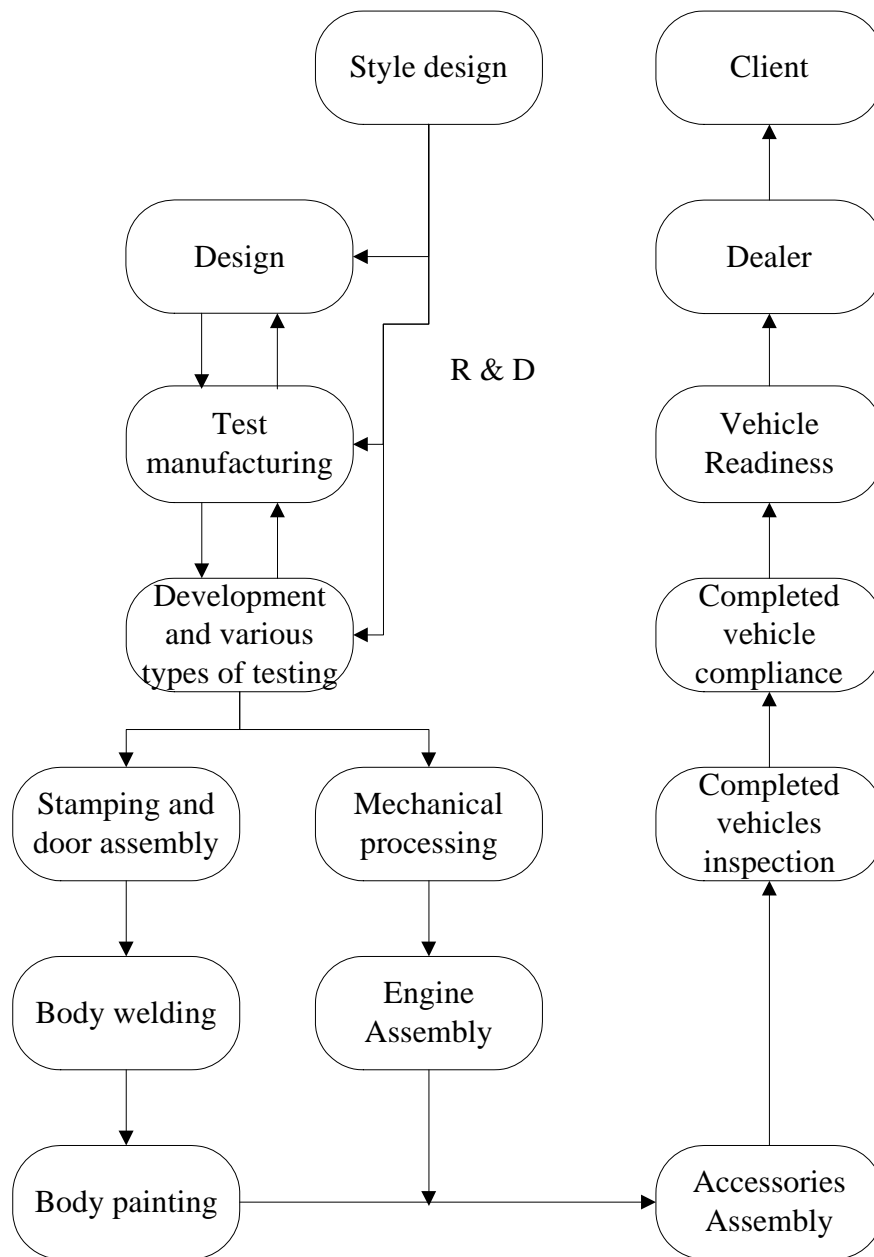 Style design
Client
Design
Dealer
R & D
Test
manufacturing
Vehicle
Readiness
Development
and various
types of testing
Completed
vehicle
compliance
Stamping and
door assembly
Mechanical
processing
Completed
vehicles
inspection
Body welding
Engine
Assembly
Body painting
Accessories
Assembly